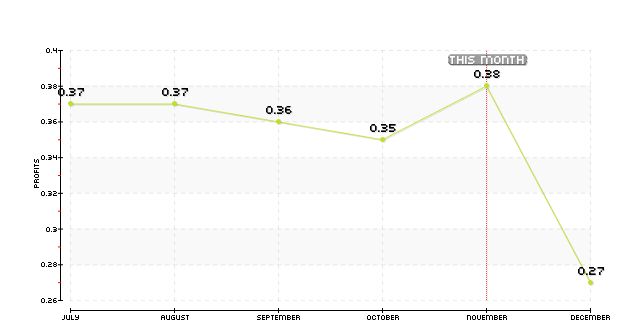 THIS MONTH
0.4
0.38
0.36
0.34
0.32
0.3
0.28
0.26
PROFITS
0.37
0.37
0.36
0.35
0.38
0.27
JULY
AUGUST
SEPTEMBER
OCTOBER
NOVEMBER
DECEMBER